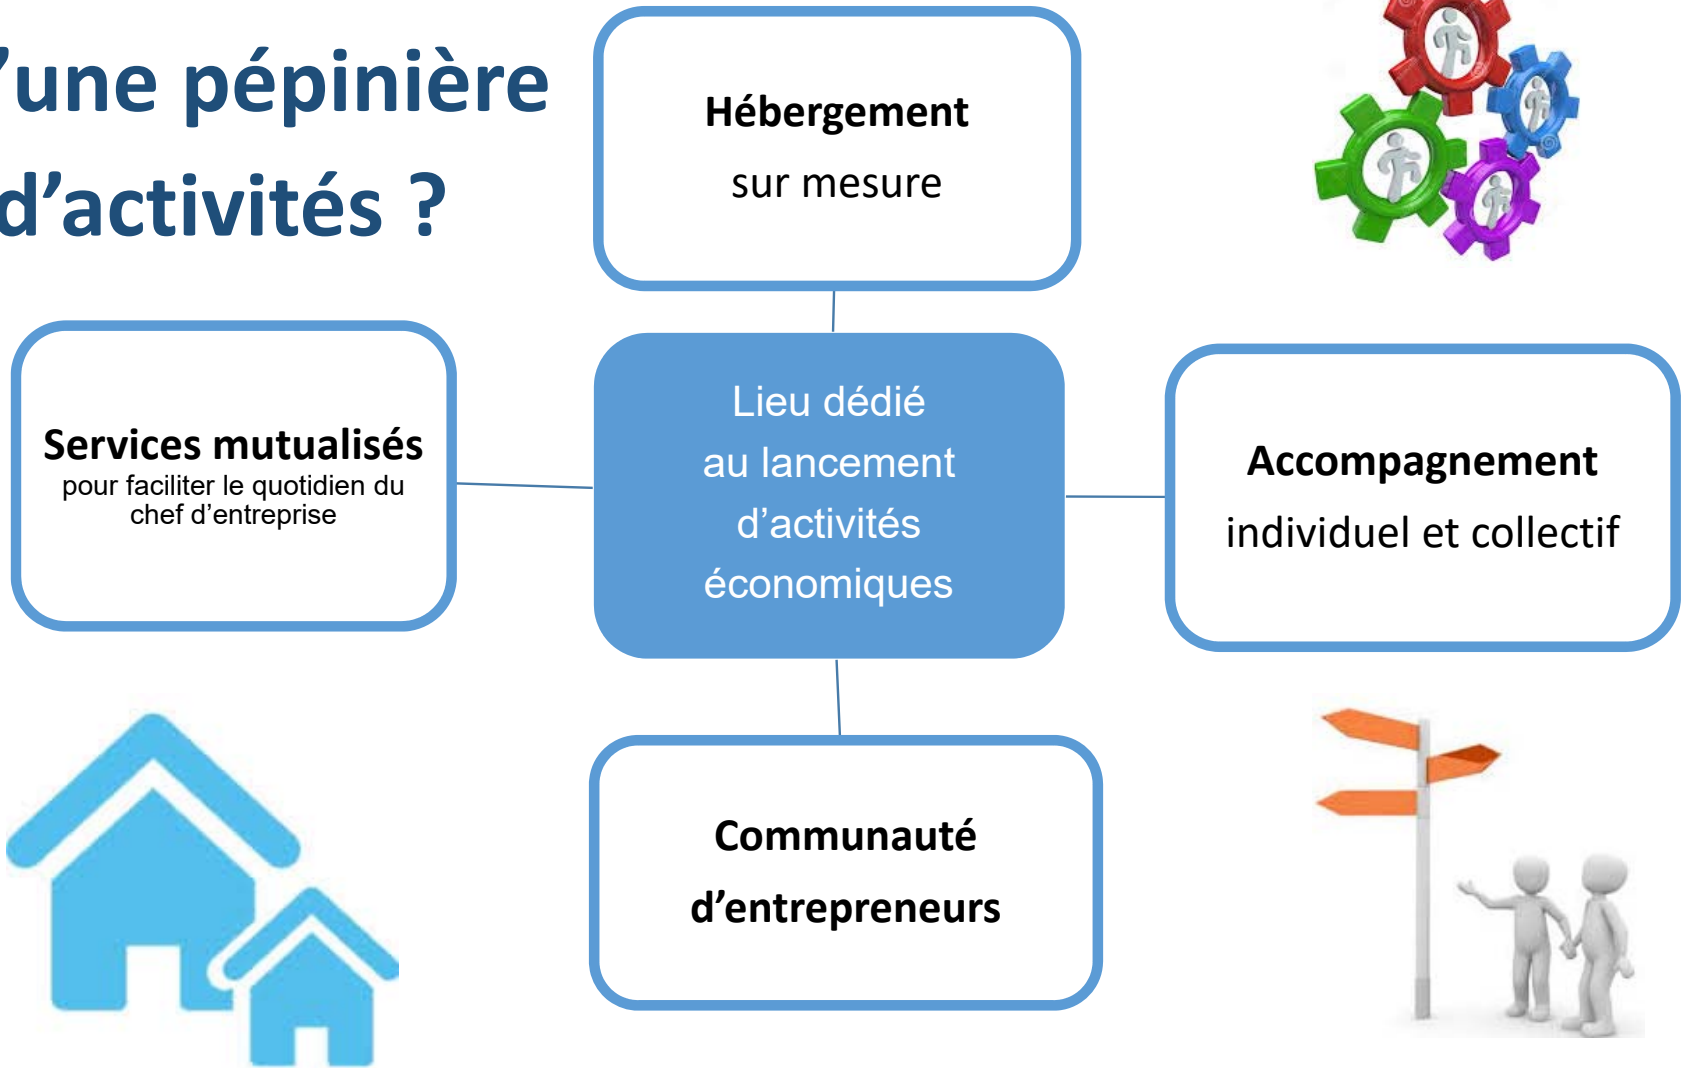 ’une pépinière
d’activités ?
Hébergement
sur mesure
Services mutualisés
pour faciliter le quotidien du
chef d’entreprise
Lieu dédié
au lancement
d’activités
économiques
Accompagnement
individuel et collectif
Communauté
d’entrepreneurs